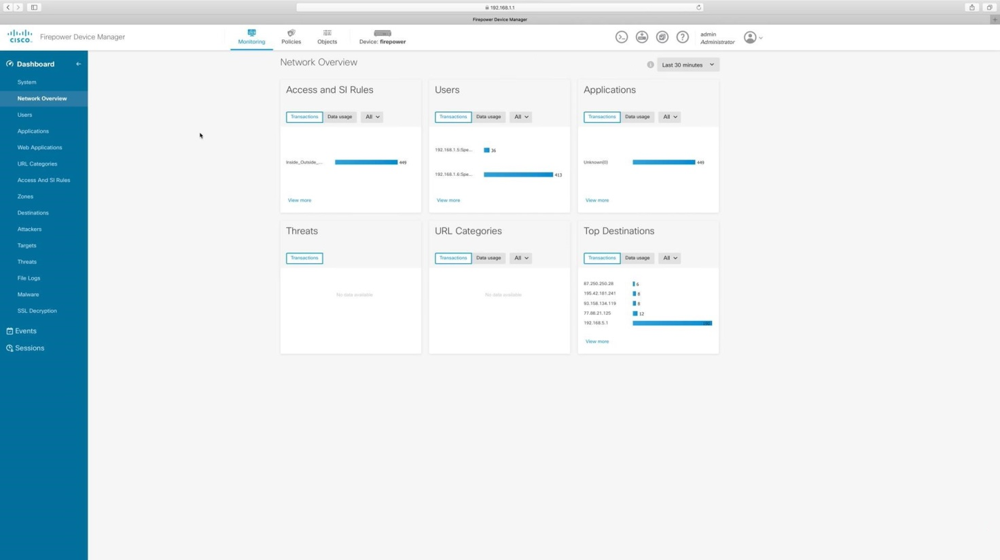 192.168.1.1
Firepower Device Manager
CISCO
Firepower Device Manager
Monitoring
Policies
Objects
Device: firepower
admin
Administrator
Dashboard
System
Network Overview
Users
Applications
Web Applications
URL Categories
Access And SI Rules
Zones
Destinations
Attackers
Targets
Threats
File Logs
Malware
SSL Decryption
Events
Sessions
Network Overview
Last 30 minutes
Access and SI Rules
Transactions Data usage All
Inside_Outside_... 449
View more
Users
Transactions Data usage All
192.168.1.5:Spe... 36
192.168.1.6:Spe... 413
View more
Applications
Transactions Data usage All
Unknown(0) 449
View more
Threats
Transactions
No data available
URL Categories
Transactions Data usage All
No data available
Top Destinations
Transactions Data usage All
87.250.250.28 6
195.42.181.241 8
93.158.134.119 8
77.88.21.125 12
192.168.5.1
View more